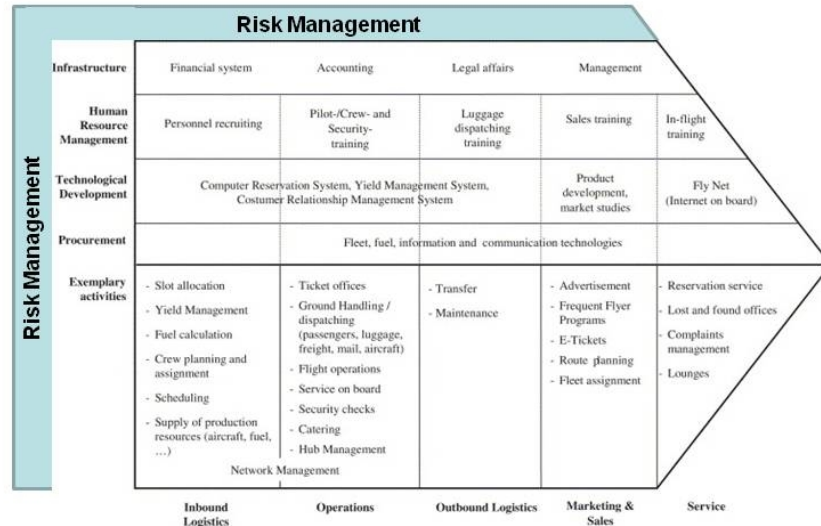 Risk Management
Risk Management
Infrastructure
Financial system
Accounting
Legal affairs
Management
Human
Resource
Management
Personnel recruiting
Pilot-/Crew- and
Security-
training
Luggage
dispatching
training
Sales training
In-flight
training
Technological
Development
Computer Reservation System, Yield Management System,
Costumer Relationship Management System
Product
development,
market studies
Fly Net
(Internet on board)
Procurement
Fleet, fuel, information and communication technologies
Exemplary
activities
- Slot allocation
- Yield Management
- Fuel calculation
- Crew planning and
assignment
- Scheduling
- Supply of production
resources (aircraft, fuel,
…)
- Ticket offices
- Ground Handling /
dispatching
(passengers, luggage,
freight, mail, aircraft)
- Flight operations
- Service on board
- Security checks
- Catering
- Hub Management
Network Management
- Transfer
- Maintenance
- Advertisement
- Frequent Flyer
Programs
- E-Tickets
- Route planning
- Fleet assignment
- Reservation service
- Lost and found offices
- Complaints
management
- Lounges
Inbound
Logistics
Operations
Outbound Logistics
Marketing &
Sales
Service